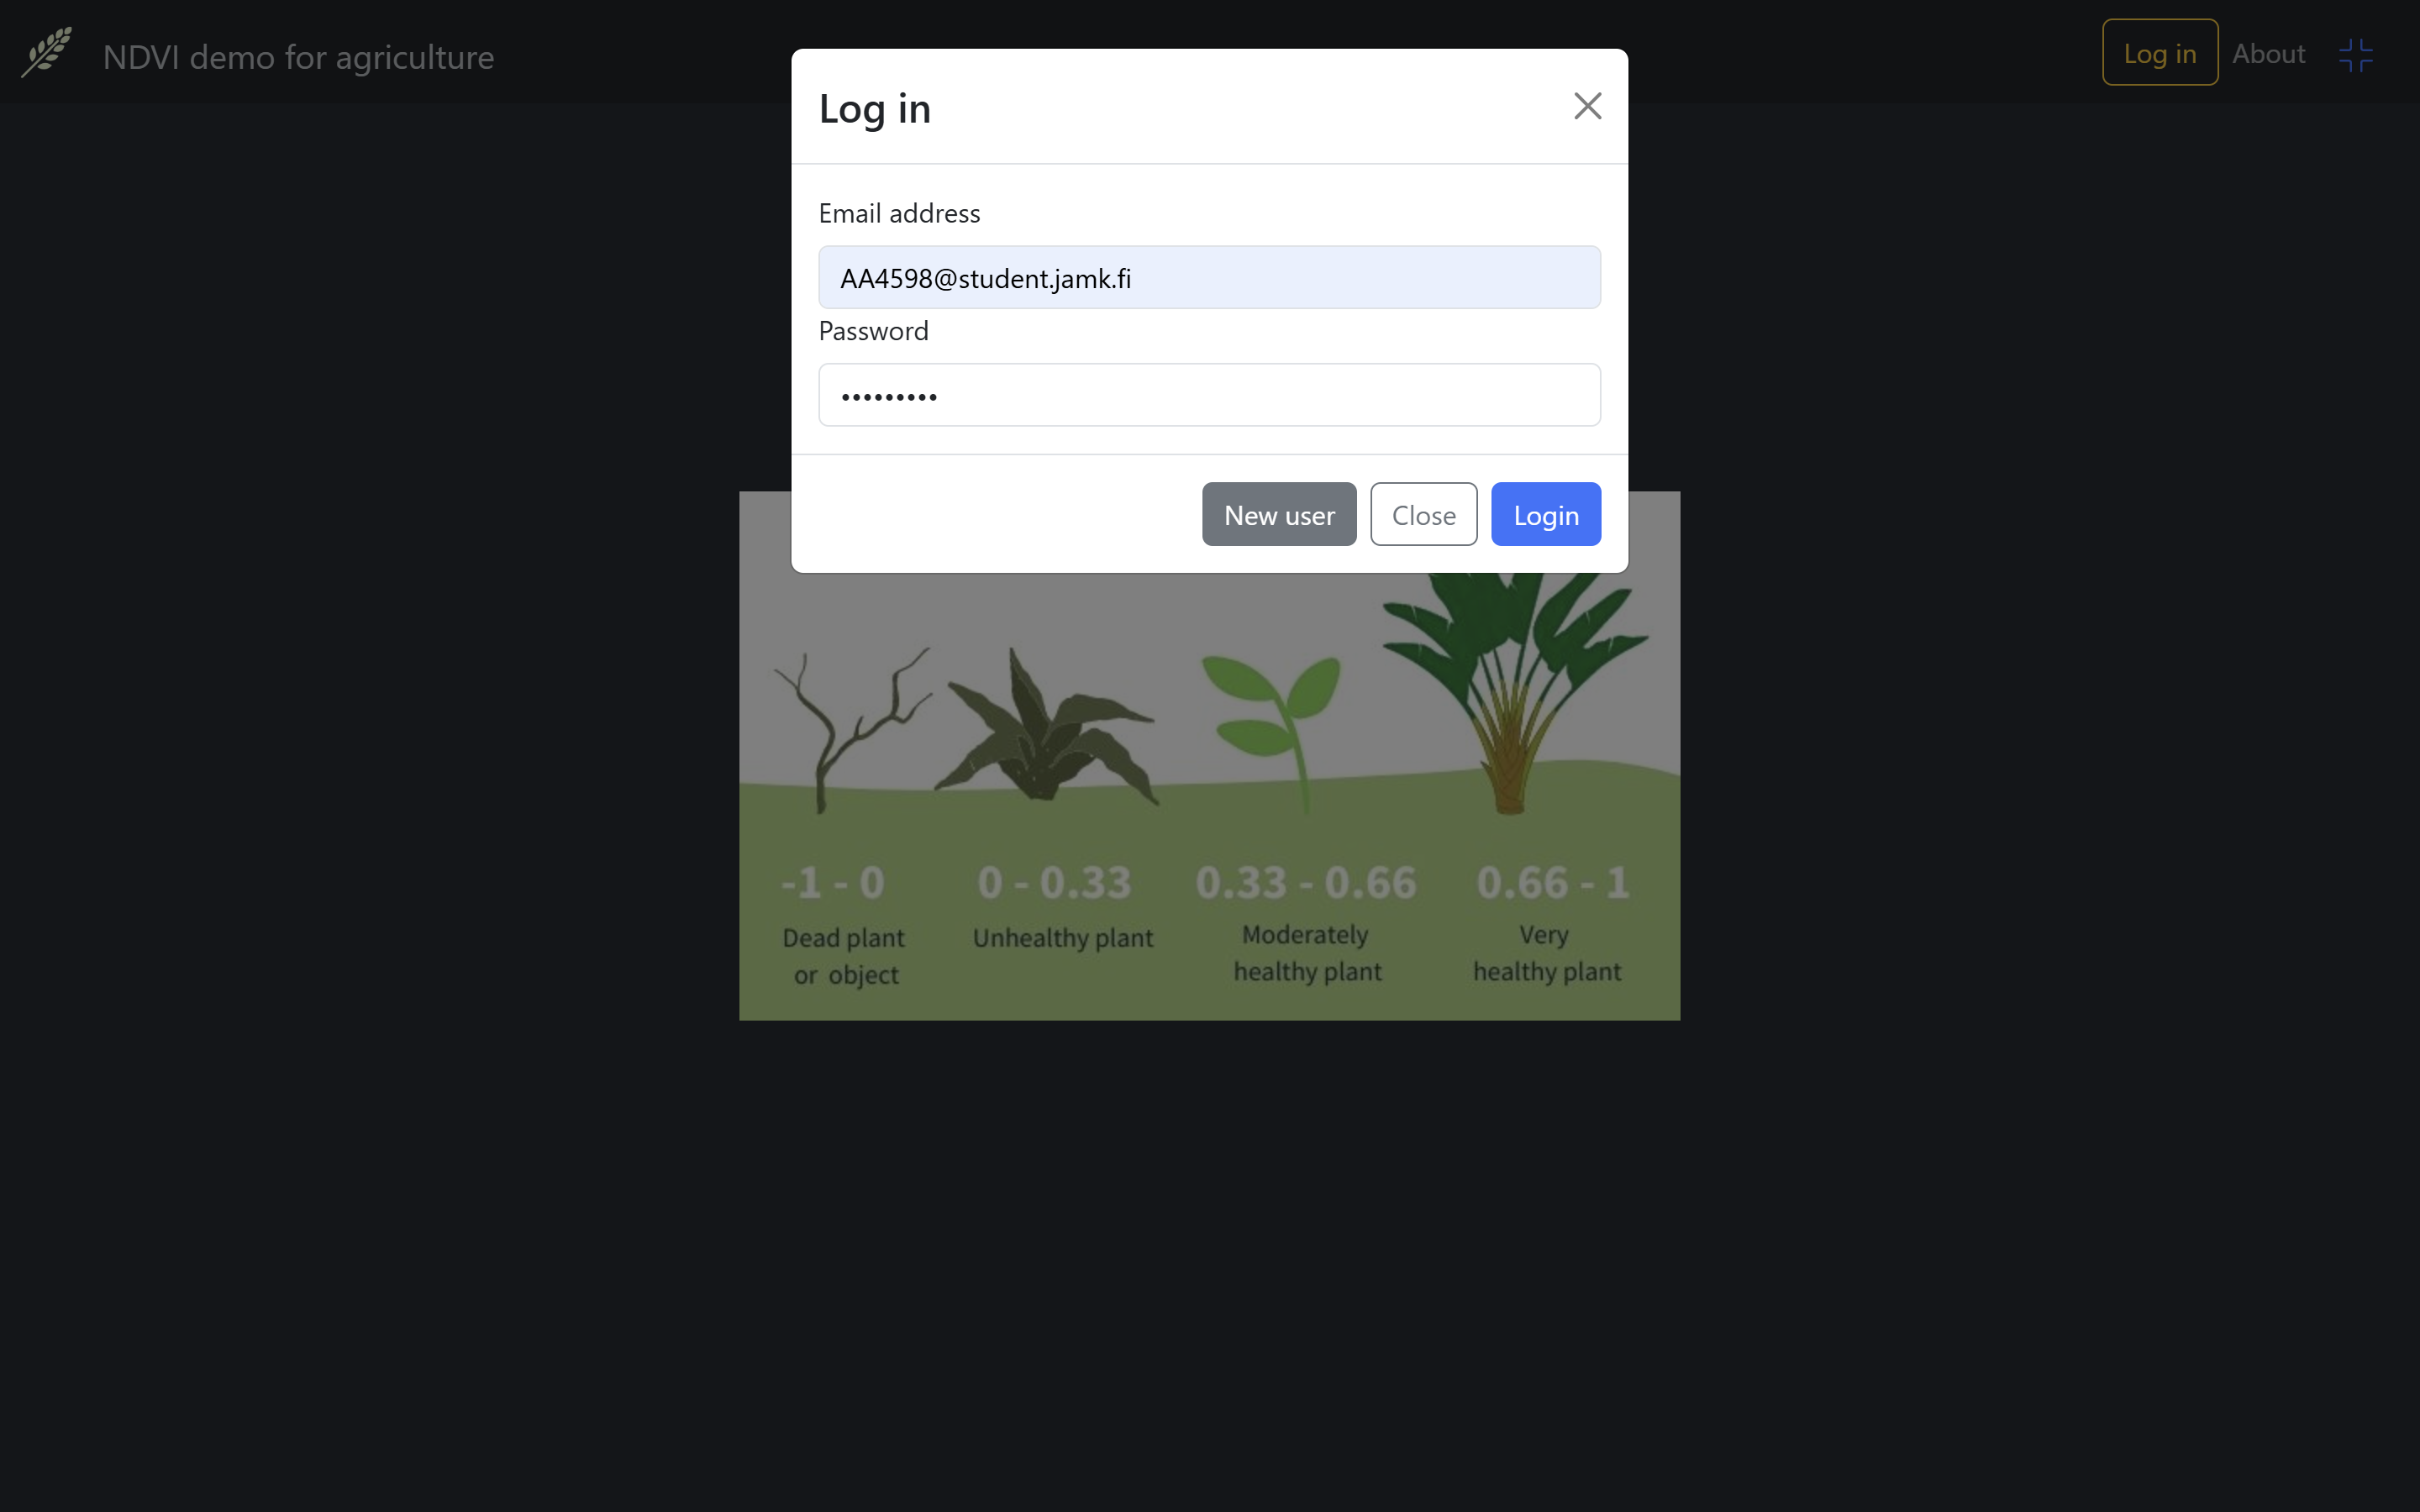 NDVI demo for agriculture
Log in
About
Log in
Email address
AA4598@student.jamk.fi
Password
•••••••••
New user
Close
Login
-1 - 0
0 - 0.33
0.33 - 0.66
0.66 - 1
Dead plant
or object
Unhealthy plant
Moderately
healthy plant
Very
healthy plant